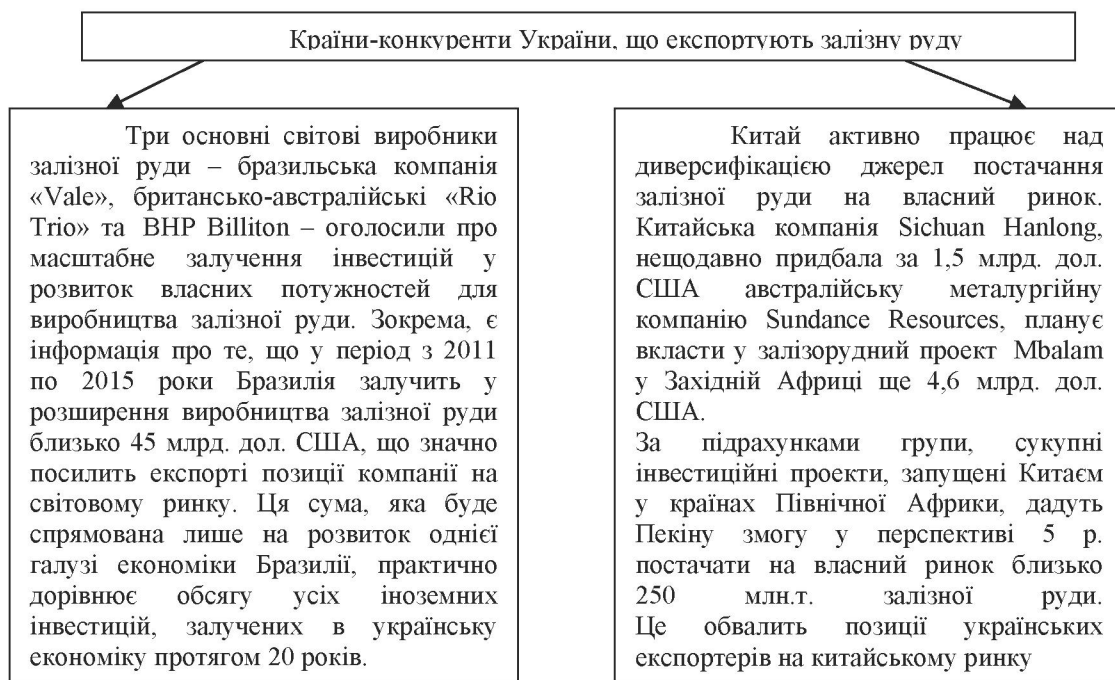 Країни-конкуренти України, що експортують залізну руду
Три основні світові виробники
залізної руди – бразильська компанія
«Vale», британсько-австралійські «Rio
Trio» та BHP Billiton – оголосили про
масштабне залучення інвестицій у
розвиток власних потужностей для
виробництва залізної руди. Зокрема, є
інформація про те, що у період з 2011
по 2015 роки Бразилія залучить у
розширення виробництва залізної руди
близько 45 млрд. дол. США, що значно
посилить експорті позиції компанії на
світовому ринку. Ця сума, яка буде
спрямована лише на розвиток однієї
галузі економіки Бразилії, практично
дорівнює обсягу усіх іноземних
інвестицій, залучених в українську
економіку протягом 20 років.
Китай активно працює над
диверсифікацією джерел постачання
залізної руди на власний ринок.
Китайська компанія Sichuan Hanlong,
нещодавно придбала за 1,5 млрд. дол.
США австралійську металургійну
компанію Sundance Resources, планує
вкласти у залізорудний проект Mbalam
у Західній Африці ще 4,6 млрд. дол.
США.
За підрахунками групи, сукупні
інвестиційні проекти, запущені Китаєм
у країнах Північної Африки, дадуть
Пекіну змогу у перспективі 5 р.
постачати на власний ринок близько
250 млн.т. залізної руди.
Це обвалить позиції українських
експортерів на китайському ринку